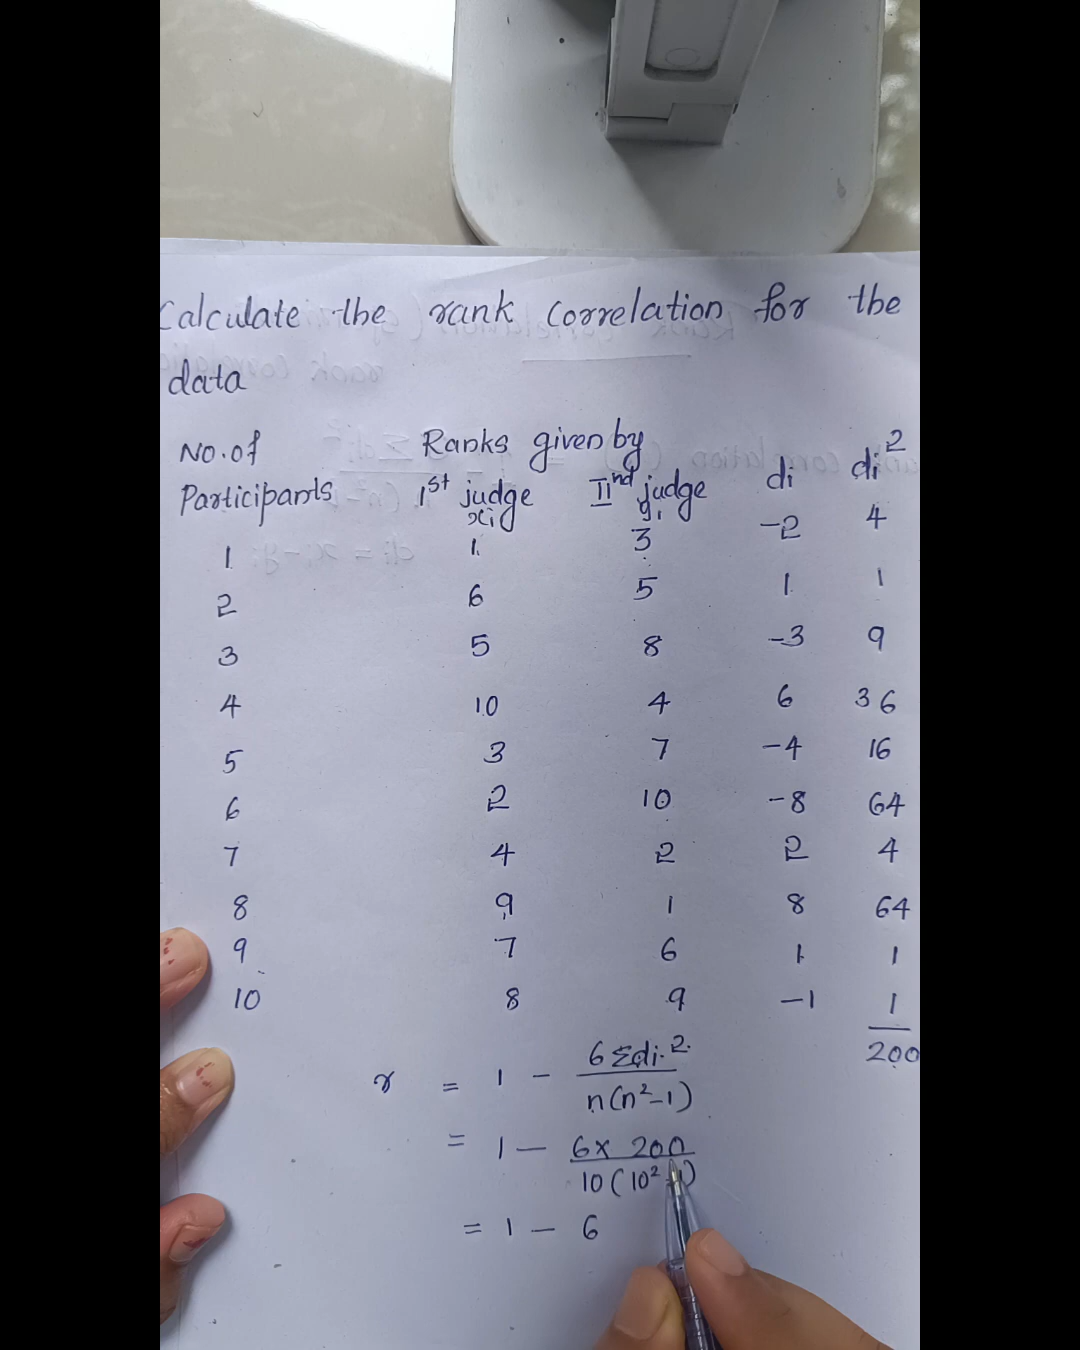 Calculate the rank correlation for the
data
No.of Participants Ranks given by di di²
1st judge xi IInd judge yi
1 1 3 -2 4
2 6 5 1 1
3 5 8 -3 9
4 10 4 6 36
5 3 7 -4 16
6 2 10 -8 64
7 4 2 2 4
8 9 1 8 64
9 7 6 1 1
10 8 9 -1 1
200
r = 1 - 6Σdi² / n(n²-1)
= 1 - 6x 200 / 10(10²-1)
= 1 - 6